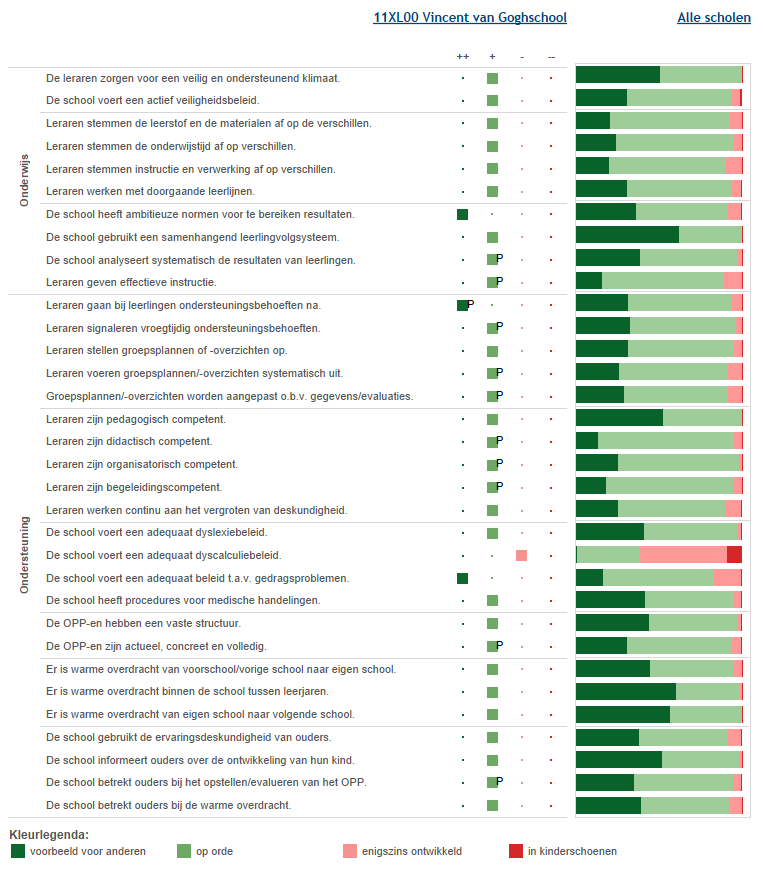 11XL00 Vincent van Goghschool Alle scholen
++ + - --
Onderwijs
De leraren zorgen voor een veilig en ondersteunend klimaat.
De school voert een actief veiligheidsbeleid.
Leraren stemmen de leerstof en de materialen af op de verschillen.
Leraren stemmen de onderwijstijd af op verschillen.
Leraren stemmen instructie en verwerking af op verschillen.
Leraren werken met doorgaande leerlijnen.
De school heeft ambitieuze normen voor te bereiken resultaten.
De school gebruikt een samenhangend leerlingvolgsysteem.
De school analyseert systematisch de resultaten van leerlingen. P
Leraren geven effectieve instructie. P
Ondersteuning
Leraren gaan bij leerlingen ondersteuningsbehoeften na. P
Leraren signaleren vroegtijdig ondersteuningsbehoeften. P
Leraren stellen groepsplannen of -overzichten op.
Leraren voeren groepsplannen/-overzichten systematisch uit. P
Groepsplannen/-overzichten worden aangepast o.b.v. gegevens/evaluaties. P
Leraren zijn pedagogisch competent.
Leraren zijn didactisch competent. P
Leraren zijn organisatorisch competent. P
Leraren zijn begeleidingscompetent. P
Leraren werken continu aan het vergroten van deskundigheid.
De school voert een adequaat dyslexiebeleid.
De school voert een adequaat dyscalculiebeleid.
De school voert een adequaat beleid t.a.v. gedragsproblemen.
De school heeft procedures voor medische handelingen.
De OPP-en hebben een vaste structuur.
De OPP-en zijn actueel, concreet en volledig. P
Er is warme overdracht van voorschool/vorige school naar eigen school.
Er is warme overdracht binnen de school tussen leerjaren.
Er is warme overdracht van eigen school naar volgende school.
De school gebruikt de ervaringsdeskundigheid van ouders.
De school informeert ouders over de ontwikkeling van hun kind.
De school betrekt ouders bij het opstellen/evalueren van het OPP. P
De school betrekt ouders bij de warme overdracht.
Kleurlegenda:
voorbeeld voor anderen op orde enigszins ontwikkeld in kinderschoenen